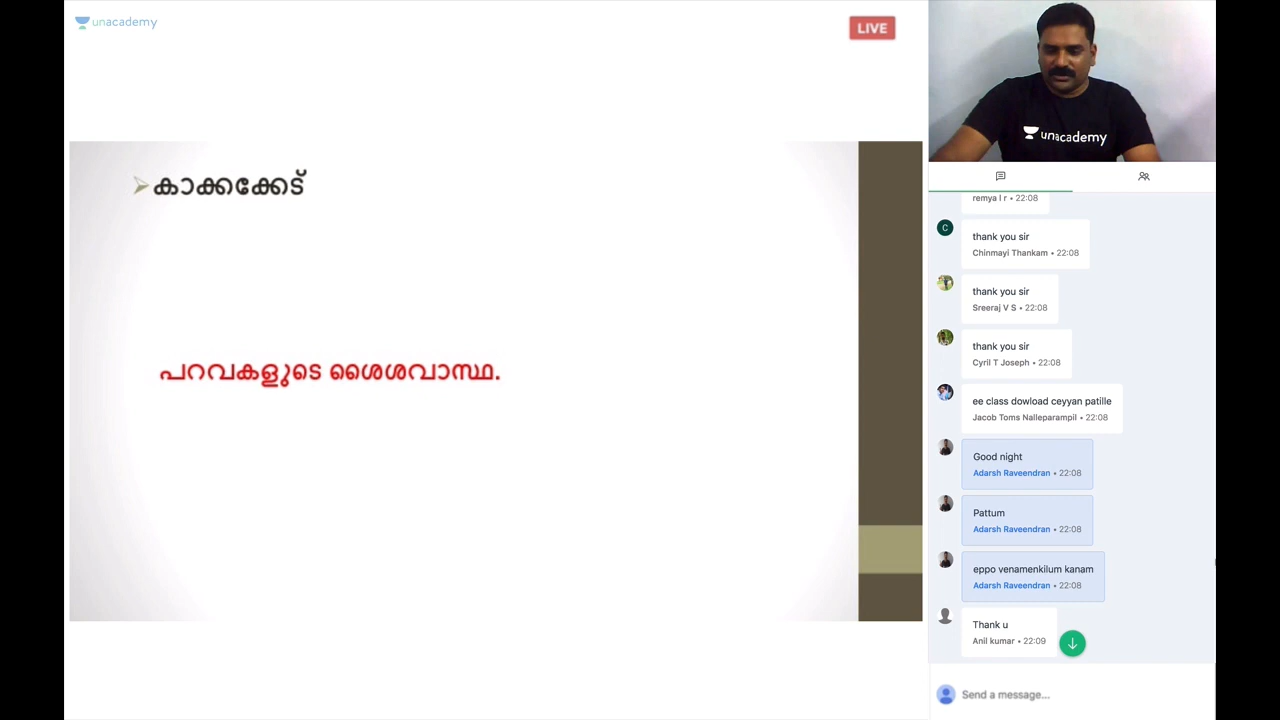 unacademy
LIVE
കാക്കക്കേട്
പറവകളുടെ ശൈശവാസ്ഥ.
unacademy
remya l r • 22:08
C
thank you sir
Chinmayi Thankam • 22:08
thank you sir
Sreeraj V S • 22:08
thank you sir
Cyril T Joseph • 22:08
ee class dowload ceyyan patille
Jacob Toms Nalleparampil • 22:08
Good night
Adarsh Raveendran • 22:08
Pattum
Adarsh Raveendran • 22:08
eppo venamenkilum kanam
Adarsh Raveendran • 22:08
Thank u
Anil kumar • 22:09
Send a message...